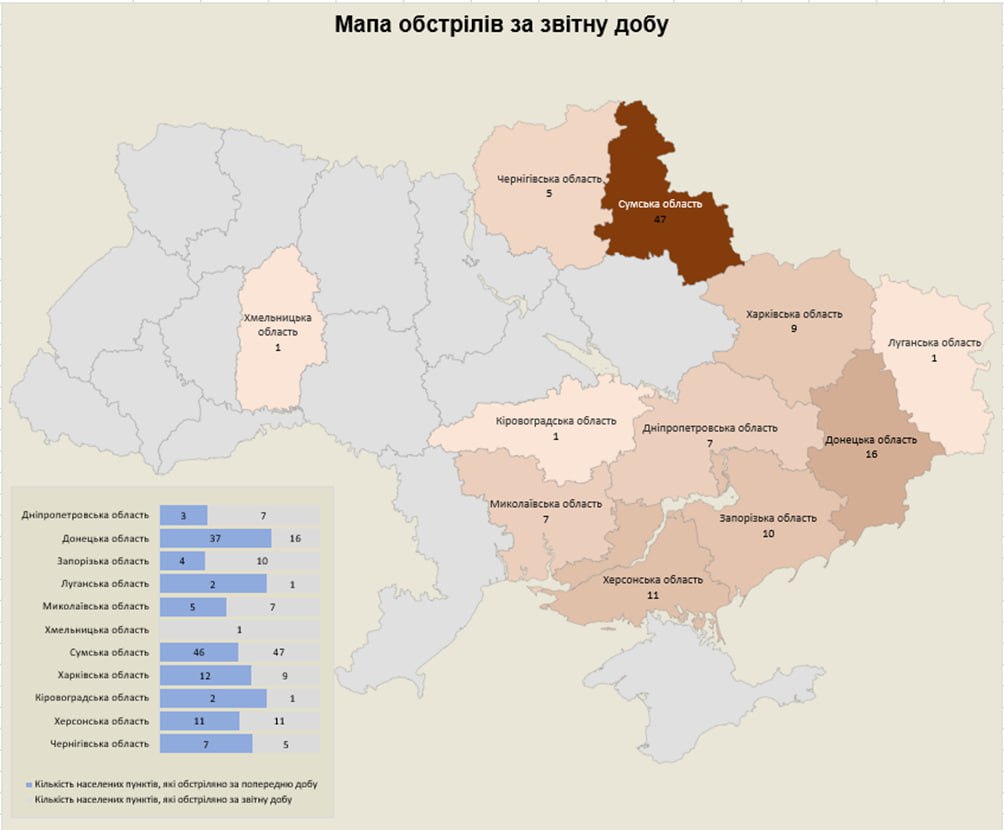 Мапа обстрілів за звітну добу
Чернігівська область
5
Сумська область
47
Хмельницька
область
1
Харківська область
9
Луганська область
1
Кіровоградська область
1
Дніпропетровська область
7
Донецька область
16
Миколаївська область
7
Запорізька область
10
Херсонська область
11
Дніпропетровська область 3 7
Донецька область 37 16
Запорізька область 4 10
Луганська область 2 1
Миколаївська область 5 7
Хмельницька область 1
Сумська область 46 47
Харківська область 12 9
Кіровоградська область 2 1
Херсонська область 11 11
Чернігівська область 7 5
Кількість населених пунктів, які обстріляно за попередню добу
Кількість населених пунктів, які обстріляно за звітну добу